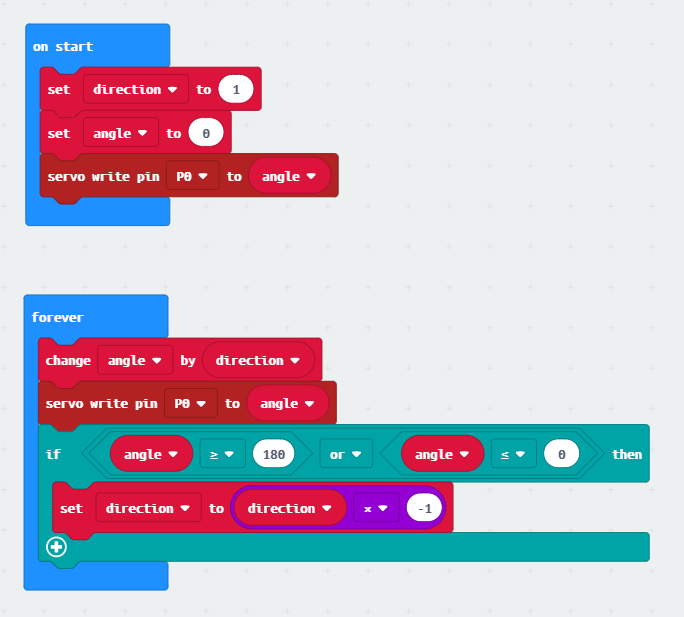 on start
set direction to 1
set angle to 0
servo write pin P0 to angle
forever
change angle by direction
servo write pin P0 to angle
if angle ≥ 180 or angle ≤ 0 then
set direction to direction × -1